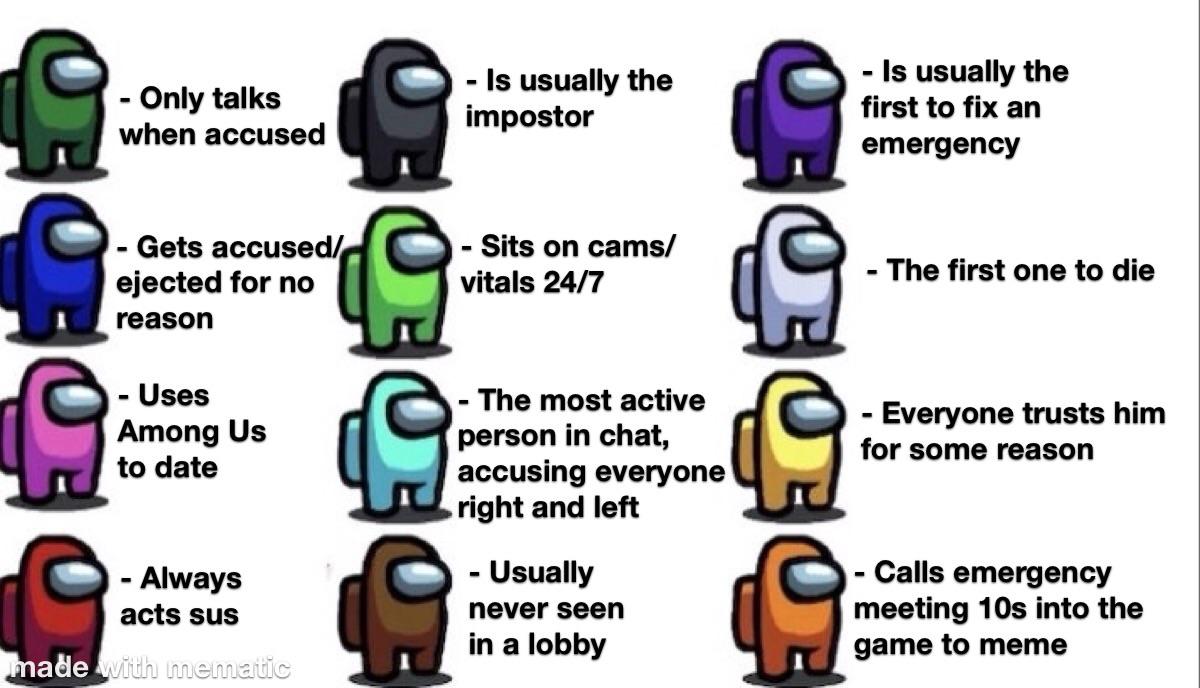 - Only talks
when accused
- Is usually the
impostor
- Is usually the
first to fix an
emergency
- Gets accused/
ejected for no
reason
- Sits on cams/
vitals 24/7
- The first one to die
- Uses
Among Us
to date
- The most active
person in chat,
accusing everyone
right and left
- Everyone trusts him
for some reason
- Always
acts sus
- Usually
never seen
in a lobby
- Calls emergency
meeting 10s into the
game to meme
made with mematic